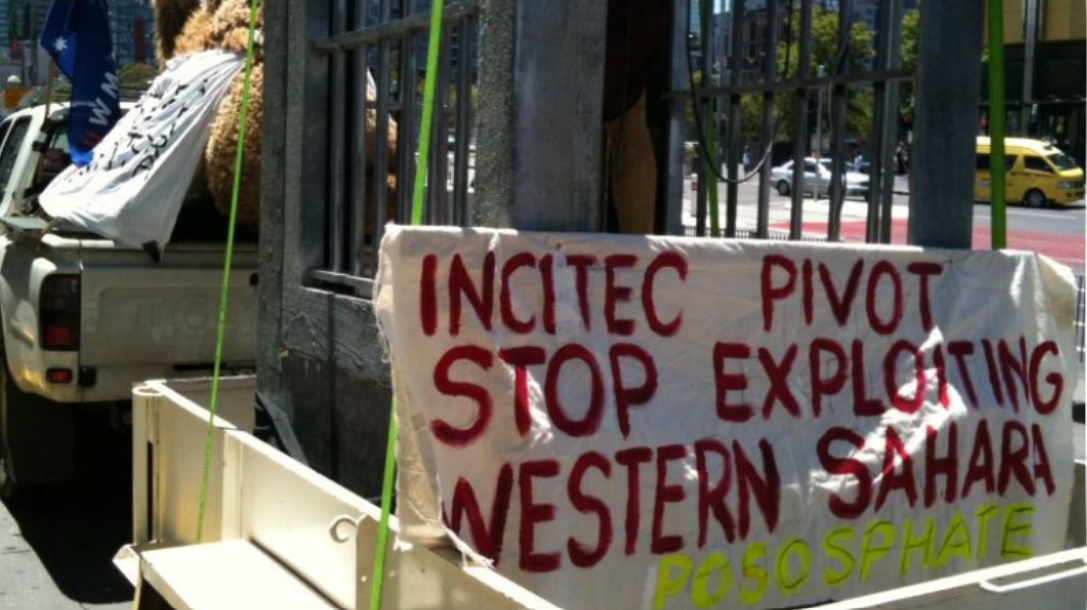 INCITEC PIVOT
STOP EXPLOITING
WESTERN SAHARA
POSOSPHATE